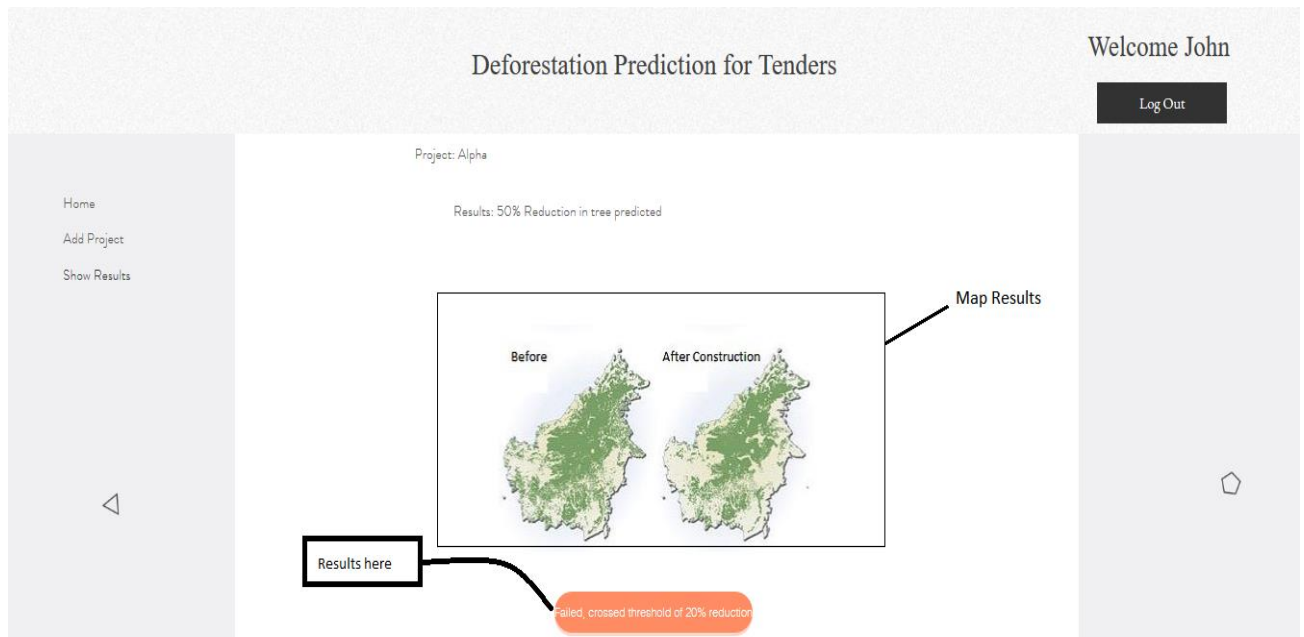 Deforestation Prediction for Tenders
Welcome John
Log Out
Home
Add Project
Show Results
Project: Alpha
Results: 50% Reduction in tree predicted
Map Results
Before
After Construction
Results here
Failed, crossed threshold of 20% reduction